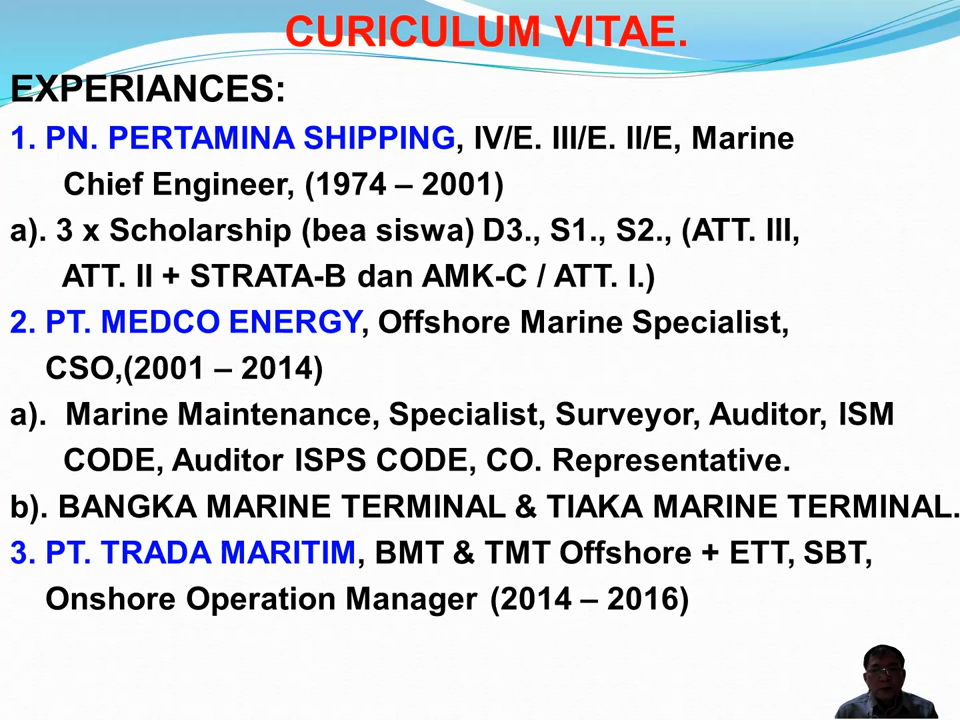 CURICULUM VITAE.
EXPERIANCES:
1. PN. PERTAMINA SHIPPING, IV/E. III/E. II/E, Marine
Chief Engineer, (1974 – 2001)
a). 3 x Scholarship (bea siswa) D3., S1., S2., (ATT. III,
ATT. II + STRATA-B dan AMK-C / ATT. I.)
2. PT. MEDCO ENERGY, Offshore Marine Specialist,
CSO,(2001 – 2014)
a). Marine Maintenance, Specialist, Surveyor, Auditor, ISM
CODE, Auditor ISPS CODE, CO. Representative.
b). BANGKA MARINE TERMINAL & TIAKA MARINE TERMINAL.
3. PT. TRADA MARITIM, BMT & TMT Offshore + ETT, SBT,
Onshore Operation Manager (2014 – 2016)